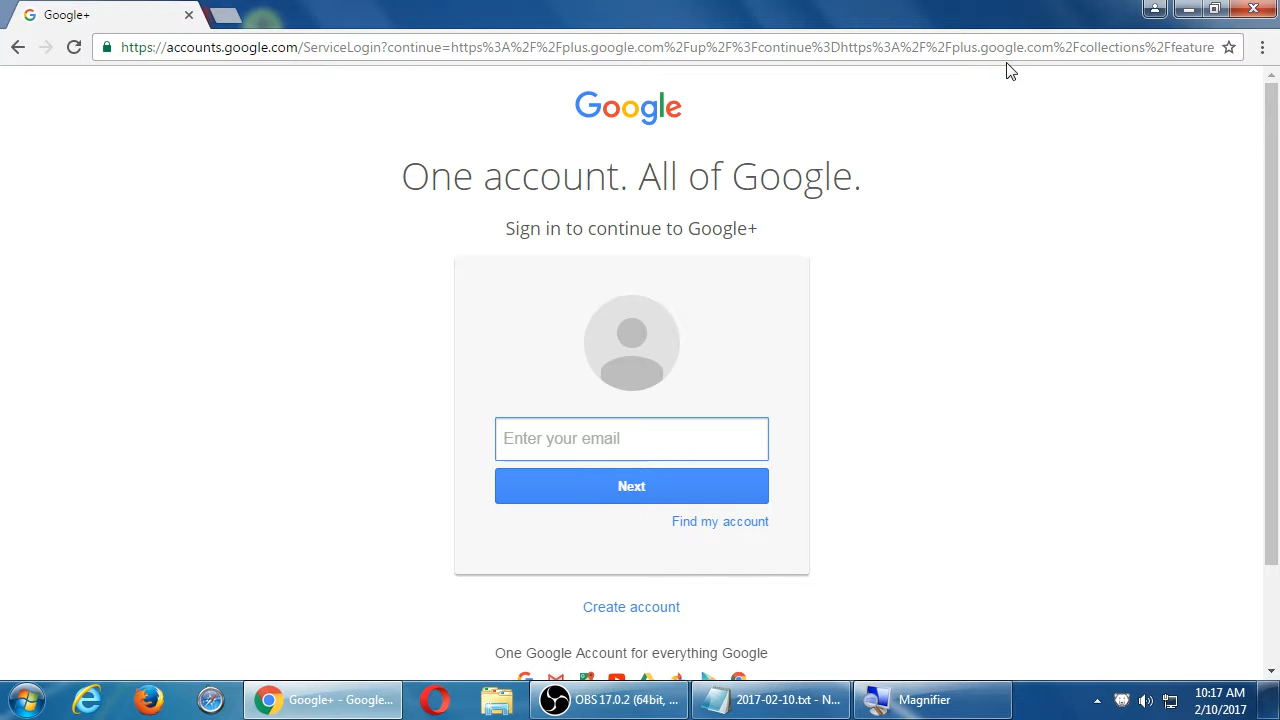 Google+
https://accounts.google.com/ServiceLogin?continue=https%3A%2F%2Fplus.google.com%2Fup%2F%3Fcontinue%3Dhttps%3A%2F%2Fplus.google.com%2Fcollections%2Ffeature
Google
One account. All of Google.
Sign in to continue to Google+
Enter your email
Next
Find my account
Create account
One Google Account for everything Google
Google+ - Google...
OBS 17.0.2 (64bit, ...
2017-02-10.txt - N...
Magnifier
10:17 AM
2/10/2017